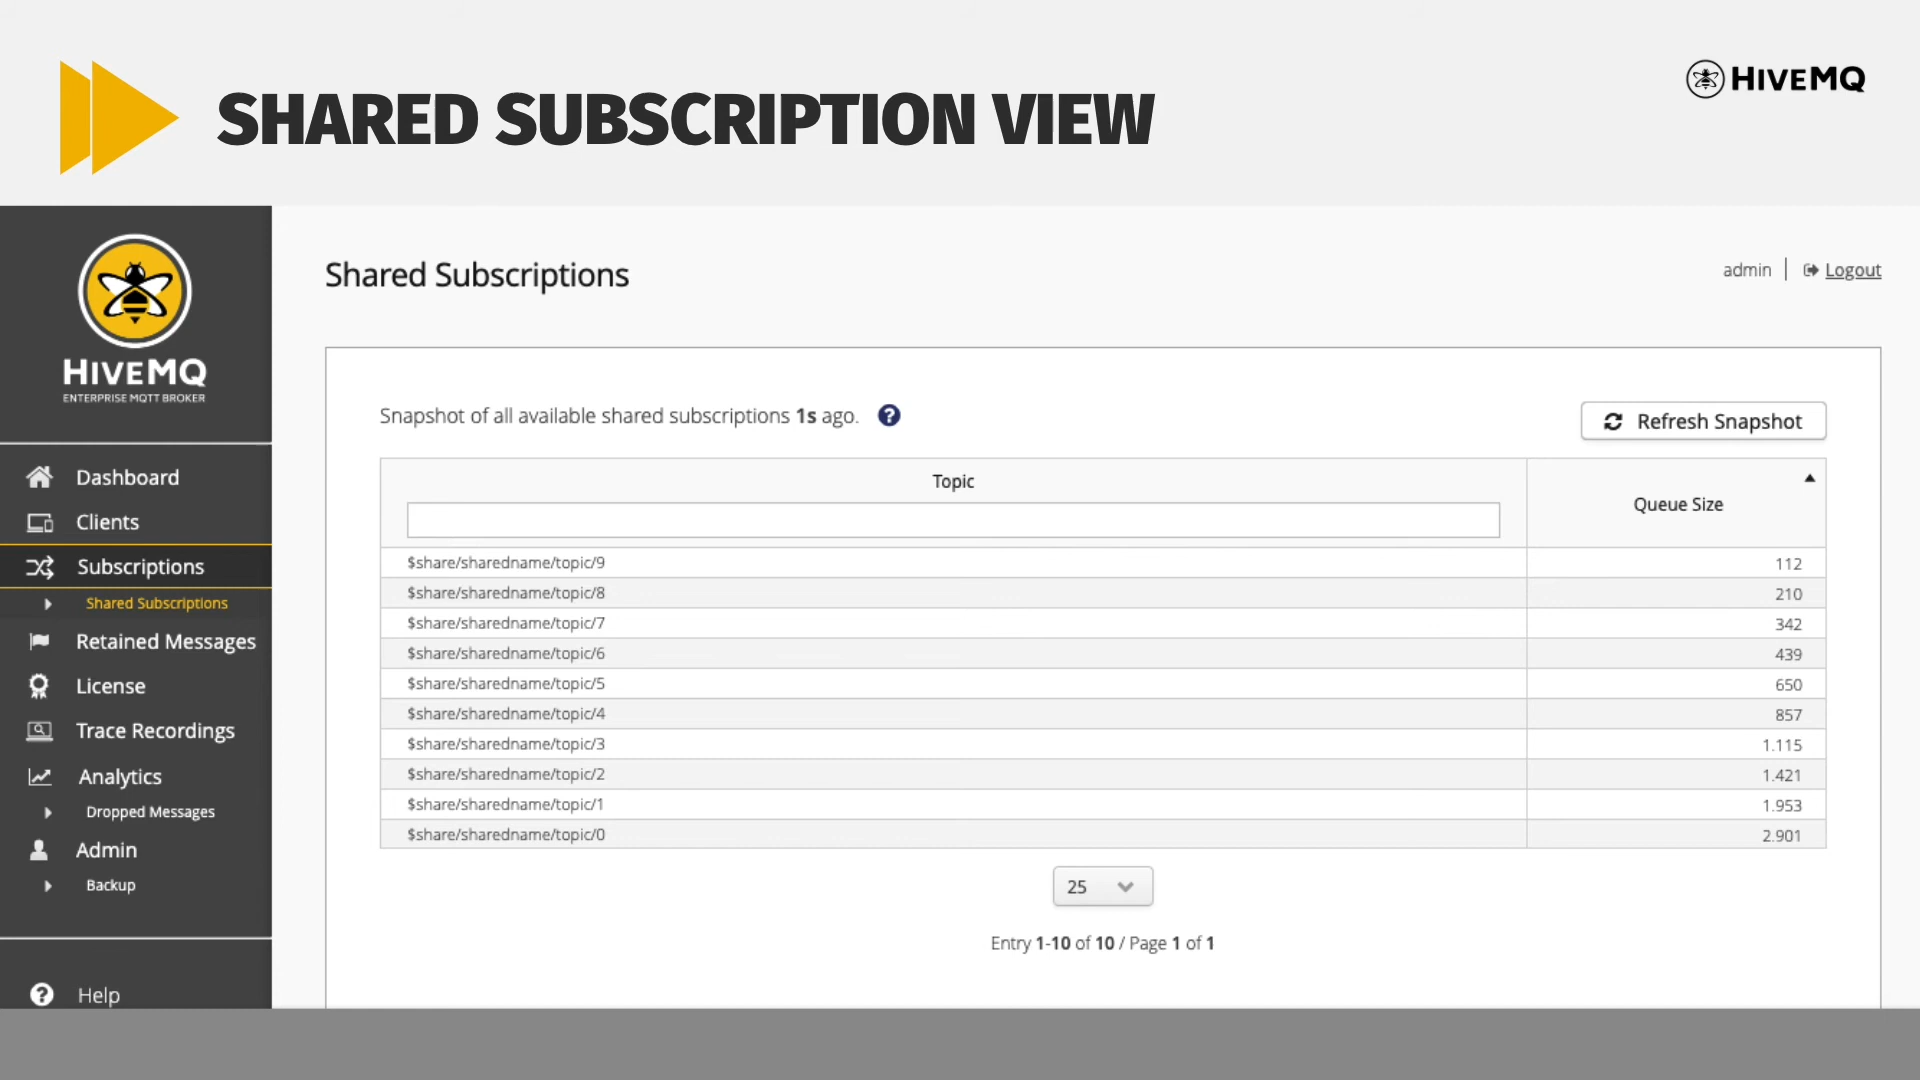 SHARED SUBSCRIPTION VIEW
HIVEMQ
HIVEMQ
ENTERPRISE MQTT BROKER
Dashboard
Clients
Subscriptions
Shared Subscriptions
Retained Messages
License
Trace Recordings
Analytics
Dropped Messages
Admin
Backup
Help
Shared Subscriptions
admin | Logout
Snapshot of all available shared subscriptions 1s ago. ?
Refresh Snapshot
Topic
Queue Size
$share/sharedname/topic/9 112
$share/sharedname/topic/8 210
$share/sharedname/topic/7 342
$share/sharedname/topic/6 439
$share/sharedname/topic/5 650
$share/sharedname/topic/4 857
$share/sharedname/topic/3 1.115
$share/sharedname/topic/2 1.421
$share/sharedname/topic/1 1.953
$share/sharedname/topic/0 2.901
25
Entry 1-10 of 10 / Page 1 of 1